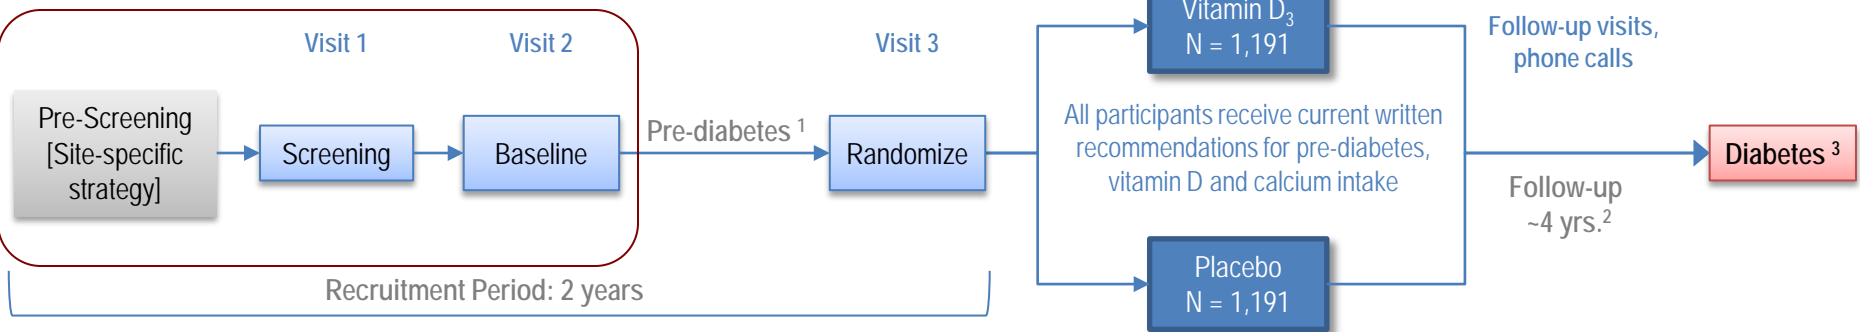 Visit 1
Visit 2
Visit 3
Pre-Screening
[Site-specific
strategy]
Screening
Baseline
Pre-diabetes ¹
Randomize
Vitamin D₃
N = 1,191
All participants receive current written
recommendations for pre-diabetes,
vitamin D and calcium intake
Placebo
N = 1,191
Follow-up visits,
phone calls
Follow-up
~4 yrs.²
Diabetes ³
Recruitment Period: 2 years